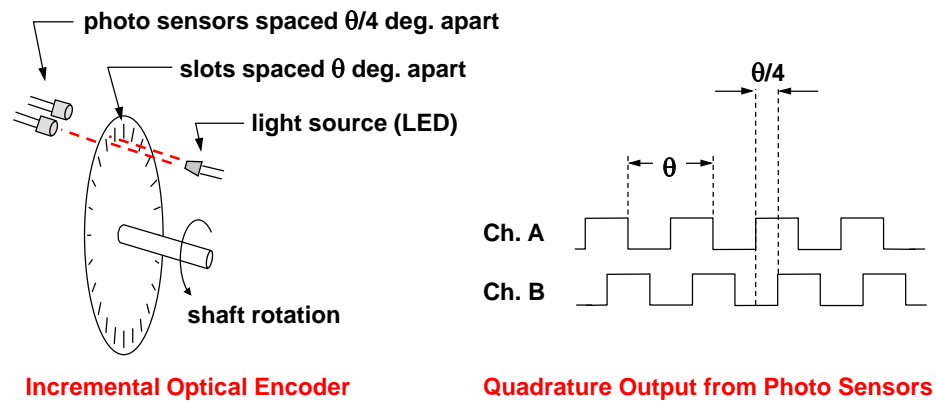 photo sensors spaced θ/4 deg. apart
slots spaced θ deg. apart
light source (LED)
shaft rotation
Incremental Optical Encoder
θ/4
θ
Ch. A
Ch. B
Quadrature Output from Photo Sensors